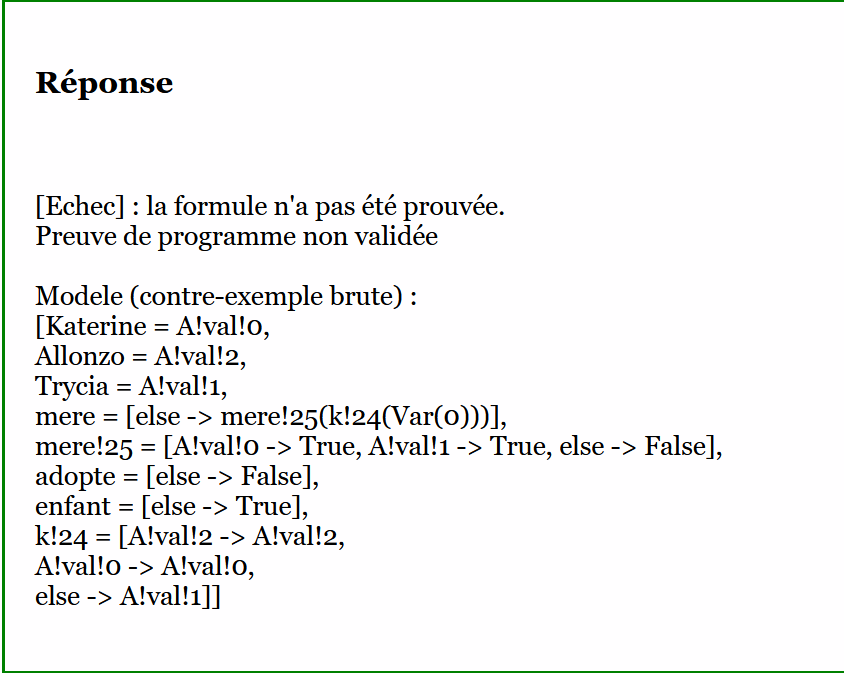 Réponse
[Echec] : la formule n'a pas été prouvée.
Preuve de programme non validée
Modele (contre-exemple brute) :
[Katerine = A!val!0,
Allonzo = A!val!2,
Trycia = A!val!1,
mere = [else -> mere!25(k!24(Var(0)))],
mere!25 = [A!val!0 -> True, A!val!1 -> True, else -> False],
adopte = [else -> False],
enfant = [else -> True],
k!24 = [A!val!2 -> A!val!2,
A!val!0 -> A!val!0,
else -> A!val!1]]